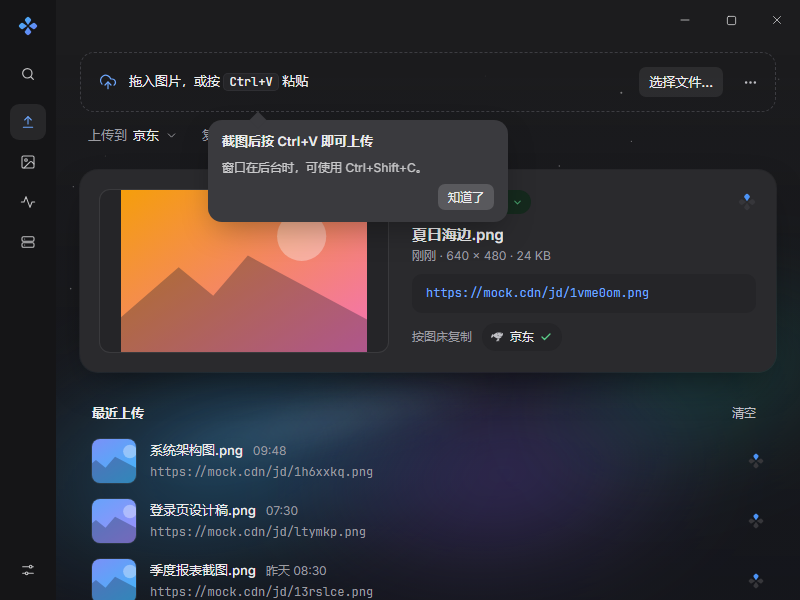 拖入图片，或按 Ctrl+V 粘贴
选择文件...
上传到 京东
截图后按 Ctrl+V 即可上传
窗口在后台时，可使用 Ctrl+Shift+C。
知道了
夏日海边.png
刚刚 · 640 × 480 · 24 KB
https://mock.cdn/jd/1vme0om.png
按图床复制 京东
最近上传
清空
系统架构图.png 09:48
https://mock.cdn/jd/1h6xxkq.png
登录页设计稿.png 07:30
https://mock.cdn/jd/ltymkp.png
季度报表截图.png 昨天 08:30
https://mock.cdn/jd/13rslce.png